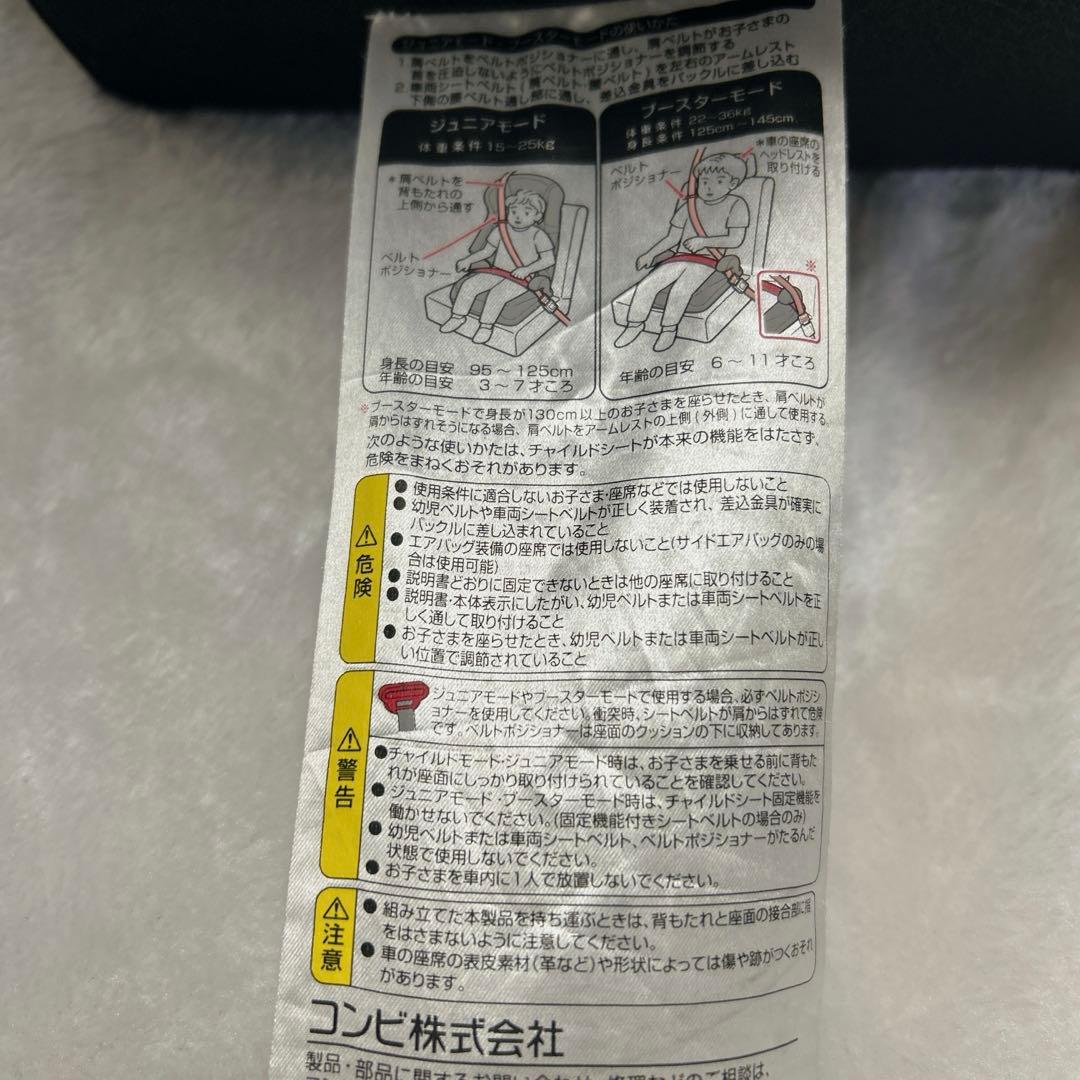 ジュニアモード・ブースターモードの使いかた
1. 肩ベルトをベルトポジショナーに通し、肩ベルトがお子さまの
首を圧迫しないようにベルトポジショナーを調節する
2. 車両シートベルト(肩ベルト・腰ベルト)を左右のアームレスト
下側の腰ベルト通し部に通し、差込金具をバックルに差し込む
ジュニアモード
体重条件 15~25kg
*肩ベルトを
背もたれの
上側から通す
ベルト
ポジショナー
身長の目安 95~125cm
年齢の目安 3~7才ころ
ブースターモード
体重条件 22~36kg
身長条件 125cm~145cm
ベルト
ポジショナー
*車の座席の
ヘッドレストを
取り付ける
※
年齢の目安 6~11才ころ
※ブースターモードで身長が130cm以上のお子さまを座らせたとき、肩ベルトが
肩からはずれそうになる場合、肩ベルトをアームレストの上側(外側)に通して使用する。
次のような使いかたは、チャイルドシートが本来の機能をはたさず、
危険をまねくおそれがあります。
⚠危険
●使用条件に適合しないお子さま・座席などでは使用しないこと
●幼児ベルトや車両シートベルトが正しく装着され、差込金具が確実に
バックルに差し込まれていること
●エアバッグ装備の座席では使用しないこと(サイドエアバッグのみの場
合は使用可能)
●説明書どおりに固定できないときは他の座席に取り付けること
●説明書・本体表示にしたがい、幼児ベルトまたは車両シートベルトを正
しく通して取り付けること
●お子さまを座らせたとき、幼児ベルトまたは車両シートベルトが正し
い位置で調節されていること
⚠警告
ジュニアモードやブースターモードで使用する場合、必ずベルトポジシ
ョナーを使用してください。衝突時、シートベルトが肩からはずれて危険
です。ベルトポジショナーは座面のクッションの下に収納してあります。
●チャイルドモード・ジュニアモード時は、お子さまを乗せる前に背もた
れが座面にしっかり取り付けられていることを確認してください。
●ジュニアモード・ブースターモード時は、チャイルドシート固定機能を
働かせないでください。(固定機能付きシートベルトの場合のみ)
●幼児ベルトまたは車両シートベルト、ベルトポジショナーがたるんだ
状態で使用しないでください。
●お子さまを車内に1人で放置しないでください。
⚠注意
●組み立てた本製品を持ち運ぶときは、背もたれと座面の接合部に指
をはさまないように注意してください。
●車の座席の表皮素材(革など)や形状によっては傷や跡がつくおそれ
があります。
コンビ株式会社
製品・部品に関するお問い合わせ、修理などのご相談は、